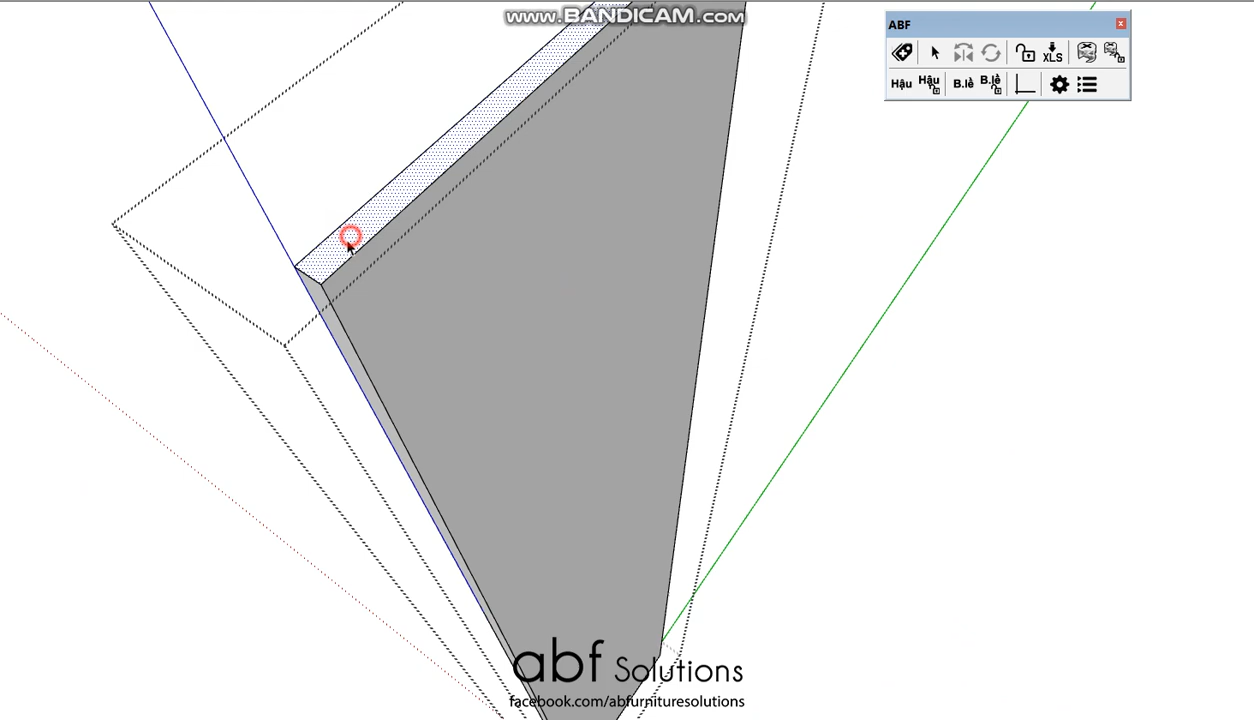 www.BANDICAM.com
ABF
XLS
Hậu Hậu B.lề B.lề
abf Solutions
facebook.com/abfurnituresolutions